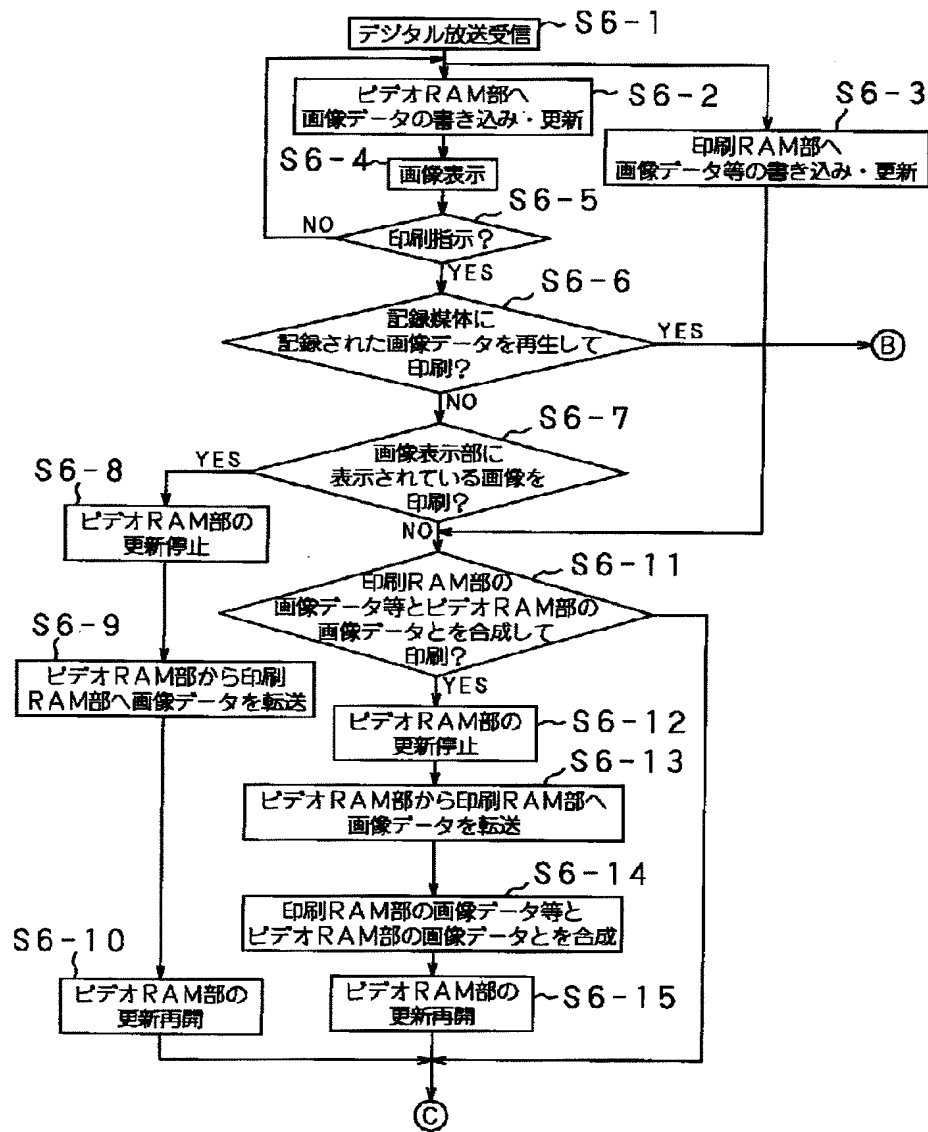 デジタル放送受信
S6-1
ビデオRAM部へ
画像データの書き込み・更新
S6-2
S6-3
印刷RAM部へ
画像データ等の書き込み・更新
S6-4
画像表示
S6-5
NO
印刷指示?
YES
S6-6
記録媒体に
記録された画像データを再生して
印刷?
YES
B
NO
S6-7
画像表示部に
表示されている画像を
印刷?
YES
S6-8
ビデオRAM部の
更新停止
NO
S6-11
印刷RAM部の
画像データ等とビデオRAM部の
画像データとを合成して
印刷?
S6-9
ビデオRAM部から印刷
RAM部へ画像データを転送
YES
S6-12
ビデオRAM部の
更新停止
S6-13
ビデオRAM部から印刷RAM部へ
画像データを転送
S6-14
印刷RAM部の画像データ等と
ビデオRAM部の画像データとを合成
S6-10
ビデオRAM部の
更新再開
ビデオRAM部の
更新再開
S6-15
C